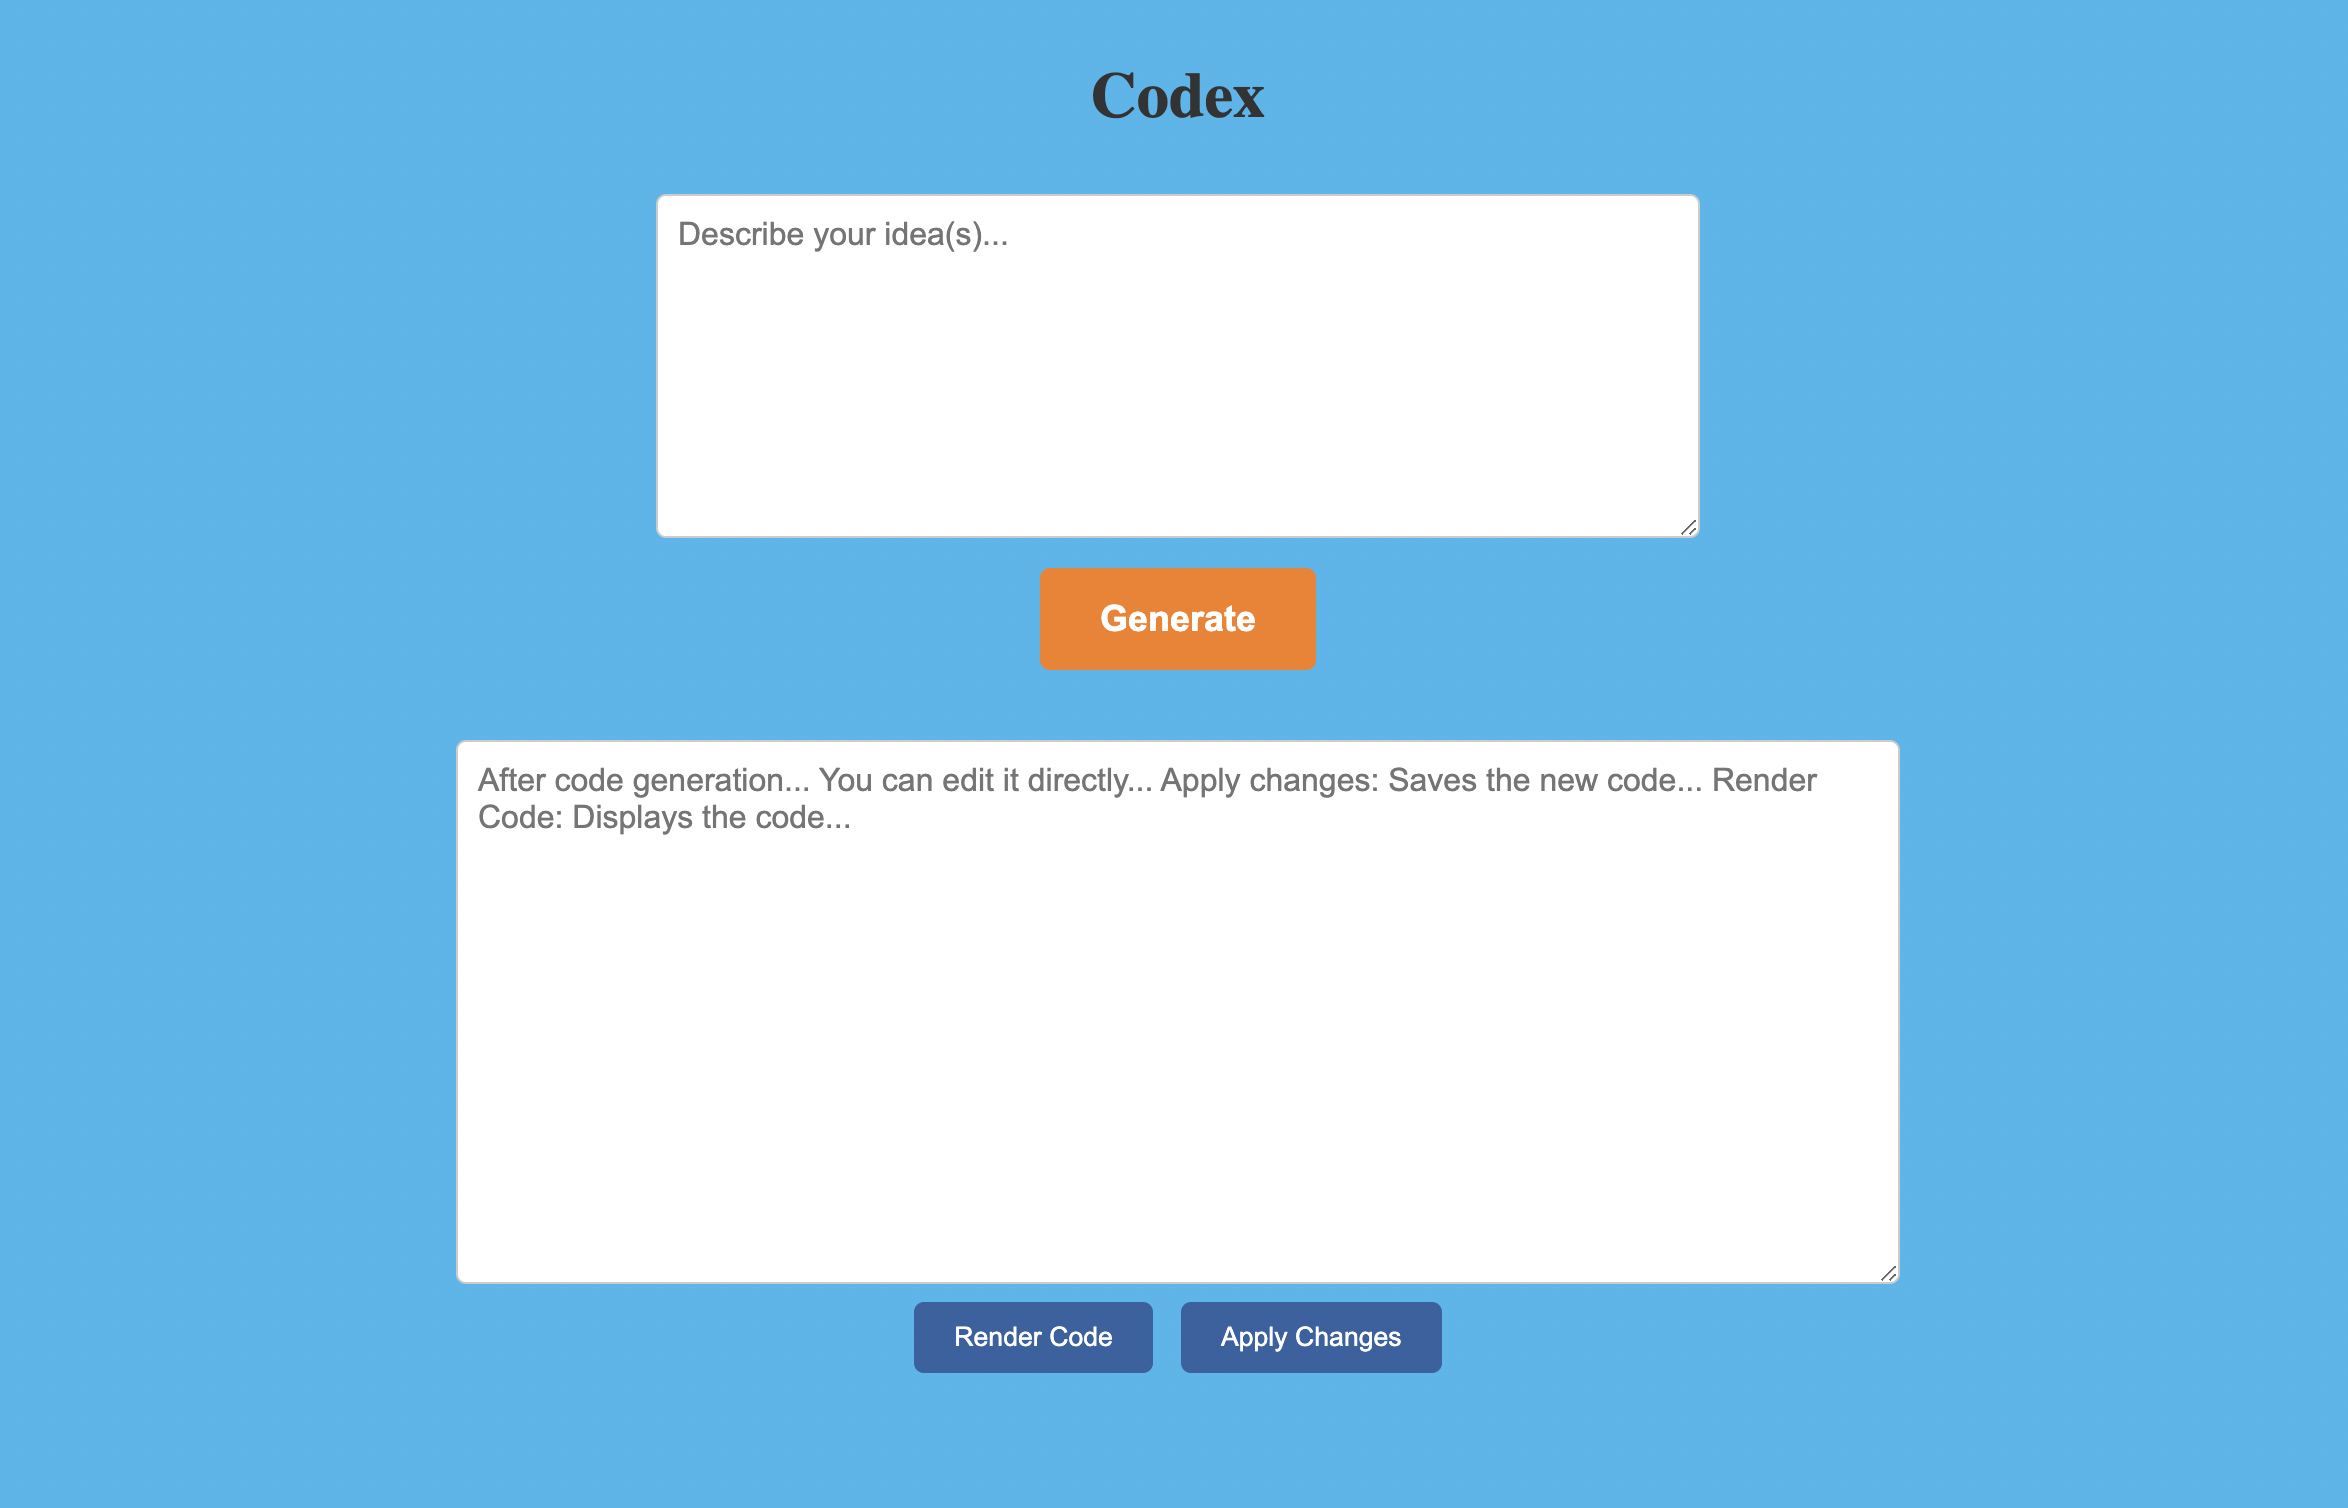 Codex
Describe your idea(s)...
Generate
After code generation... You can edit it directly... Apply changes: Saves the new code... Render
Code: Displays the code...
Render Code
Apply Changes